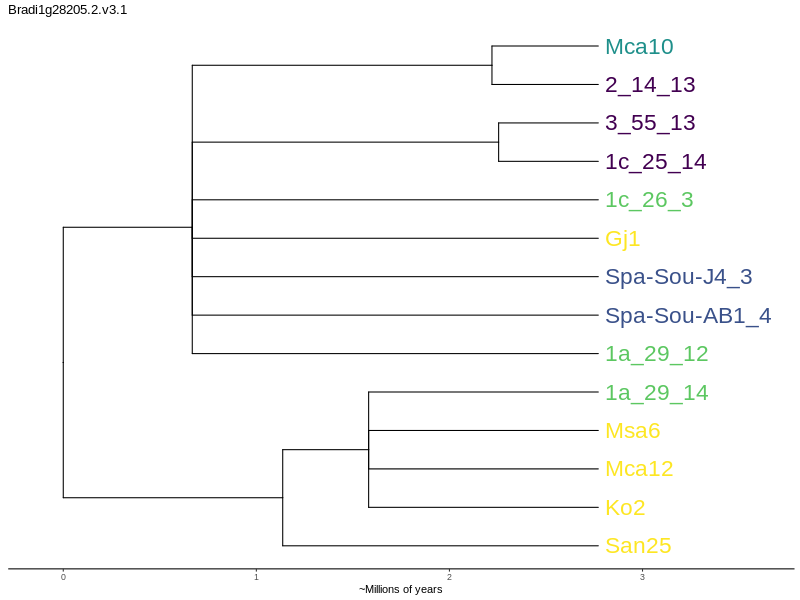 Bradi1g28205.2.v3.1
Mca10
2_14_13
3_55_13
1c_25_14
1c_26_3
Gj1
Spa-Sou-J4_3
Spa-Sou-AB1_4
1a_29_12
1a_29_14
Msa6
Mca12
Ko2
San25
0 1 2 3
~Millions of years